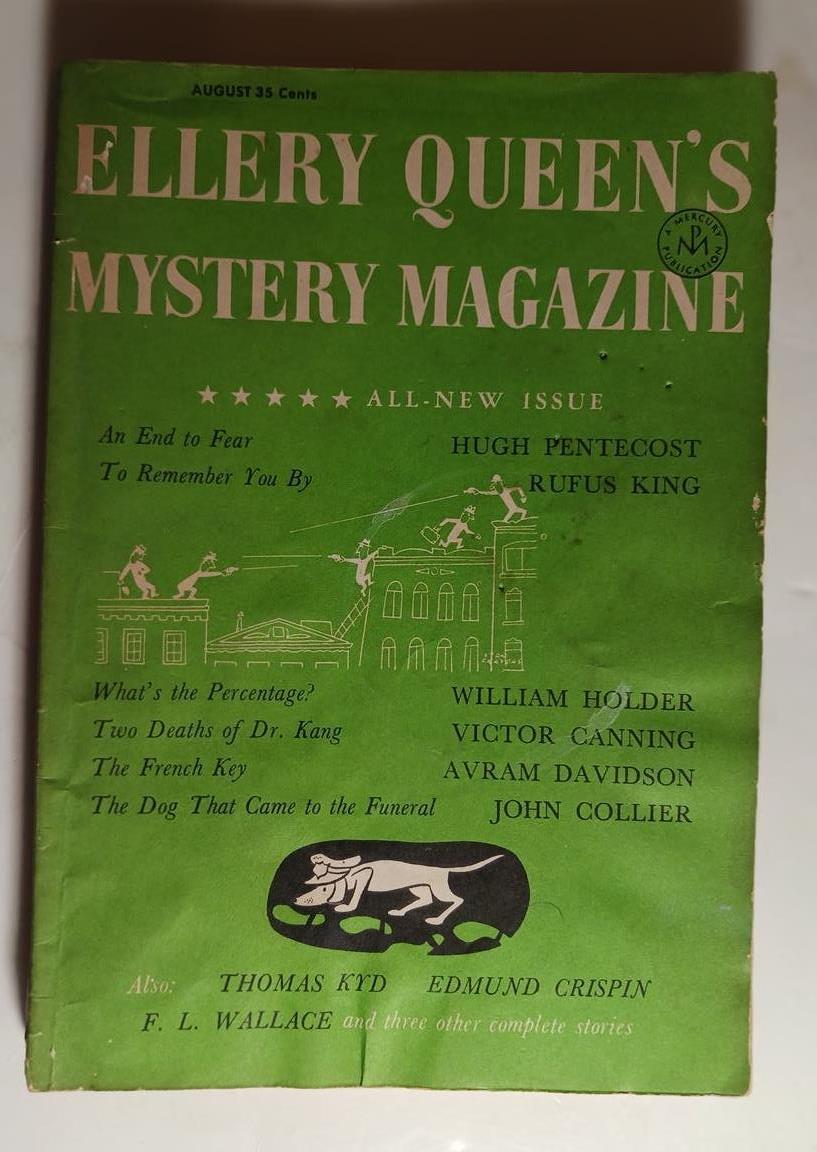 AUGUST 35 Cents
ELLERY QUEEN'S
A MERCURY PUBLICATION
MYSTERY MAGAZINE
★ ★ ★ ★ ★ ALL-NEW ISSUE
An End to Fear HUGH PENTECOST
To Remember You By RUFUS KING
What's the Percentage? WILLIAM HOLDER
Two Deaths of Dr. Kang VICTOR CANNING
The French Key AVRAM DAVIDSON
The Dog That Came to the Funeral JOHN COLLIER
Also: THOMAS KYD EDMUND CRISPIN
F. L. WALLACE and three other complete stories